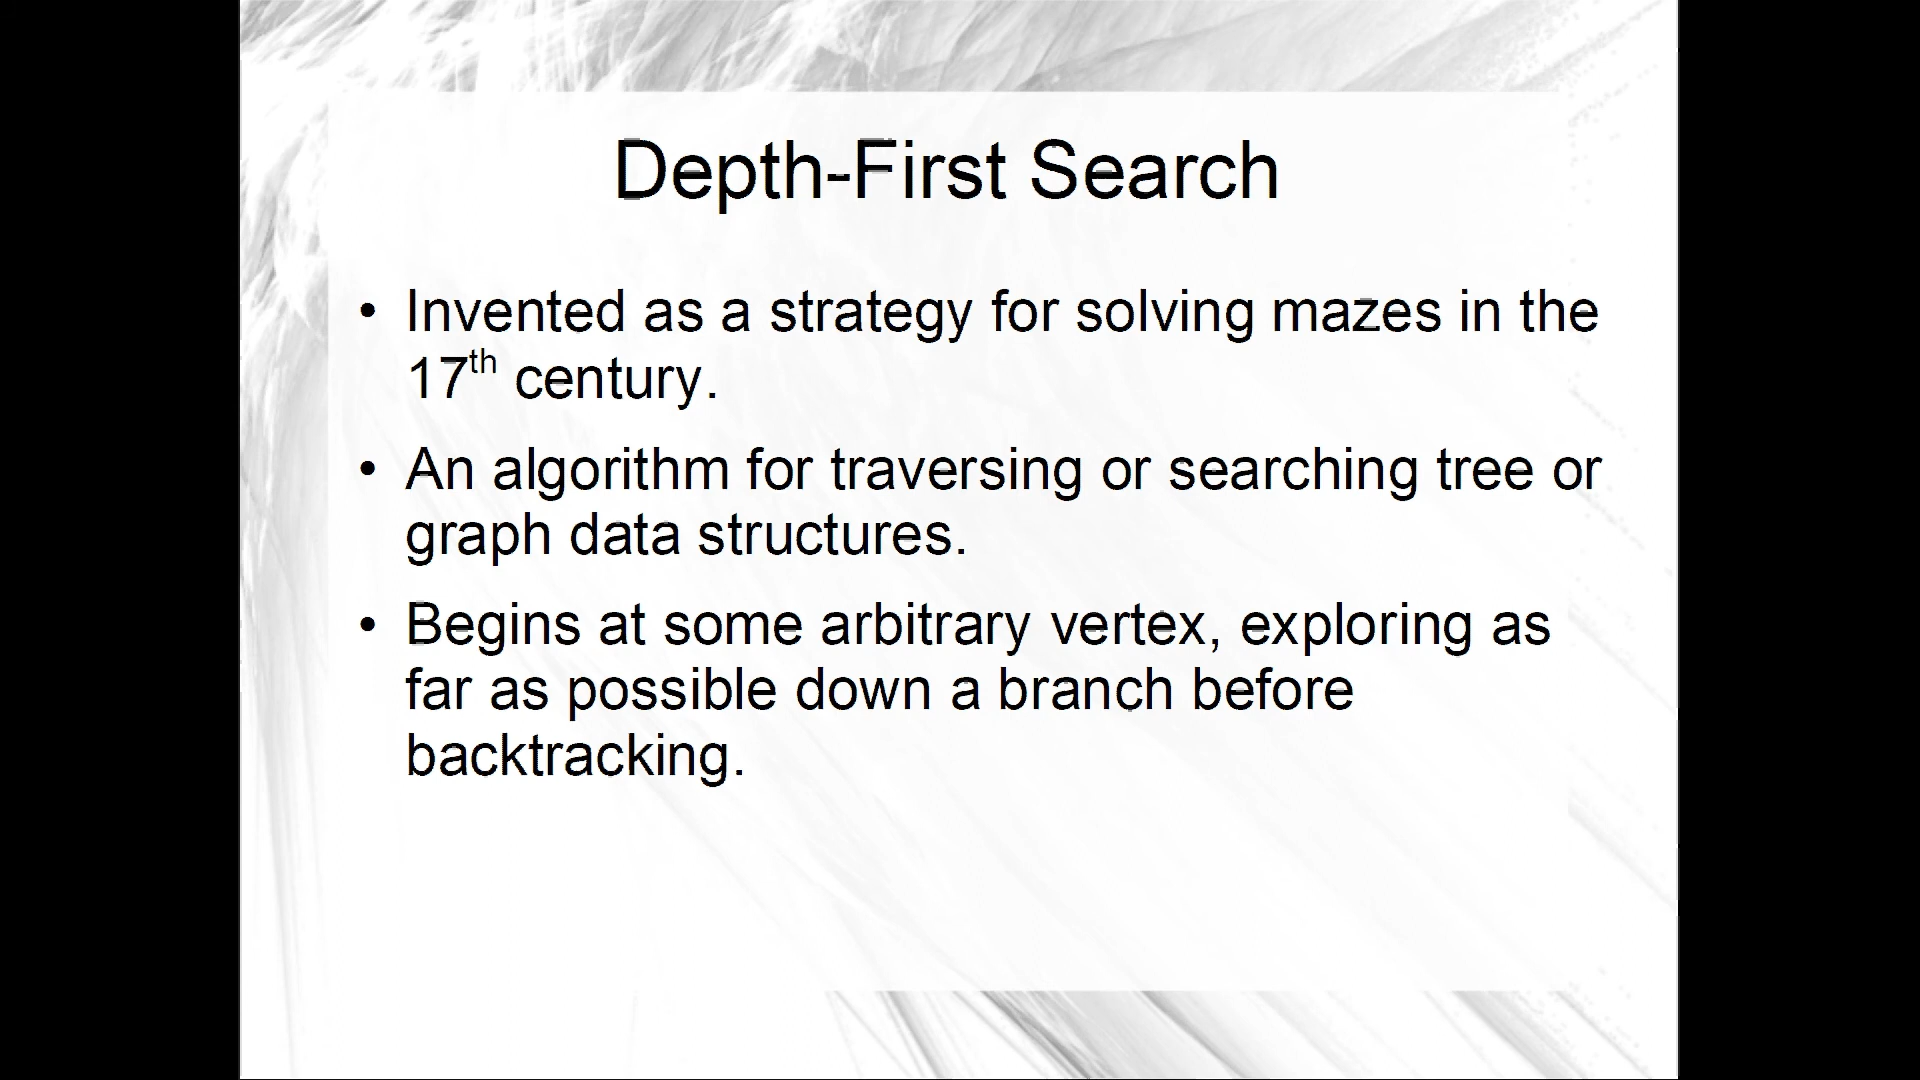 Depth-First Search
• Invented as a strategy for solving mazes in the
17th century.
• An algorithm for traversing or searching tree or
graph data structures.
• Begins at some arbitrary vertex, exploring as
far as possible down a branch before
backtracking.